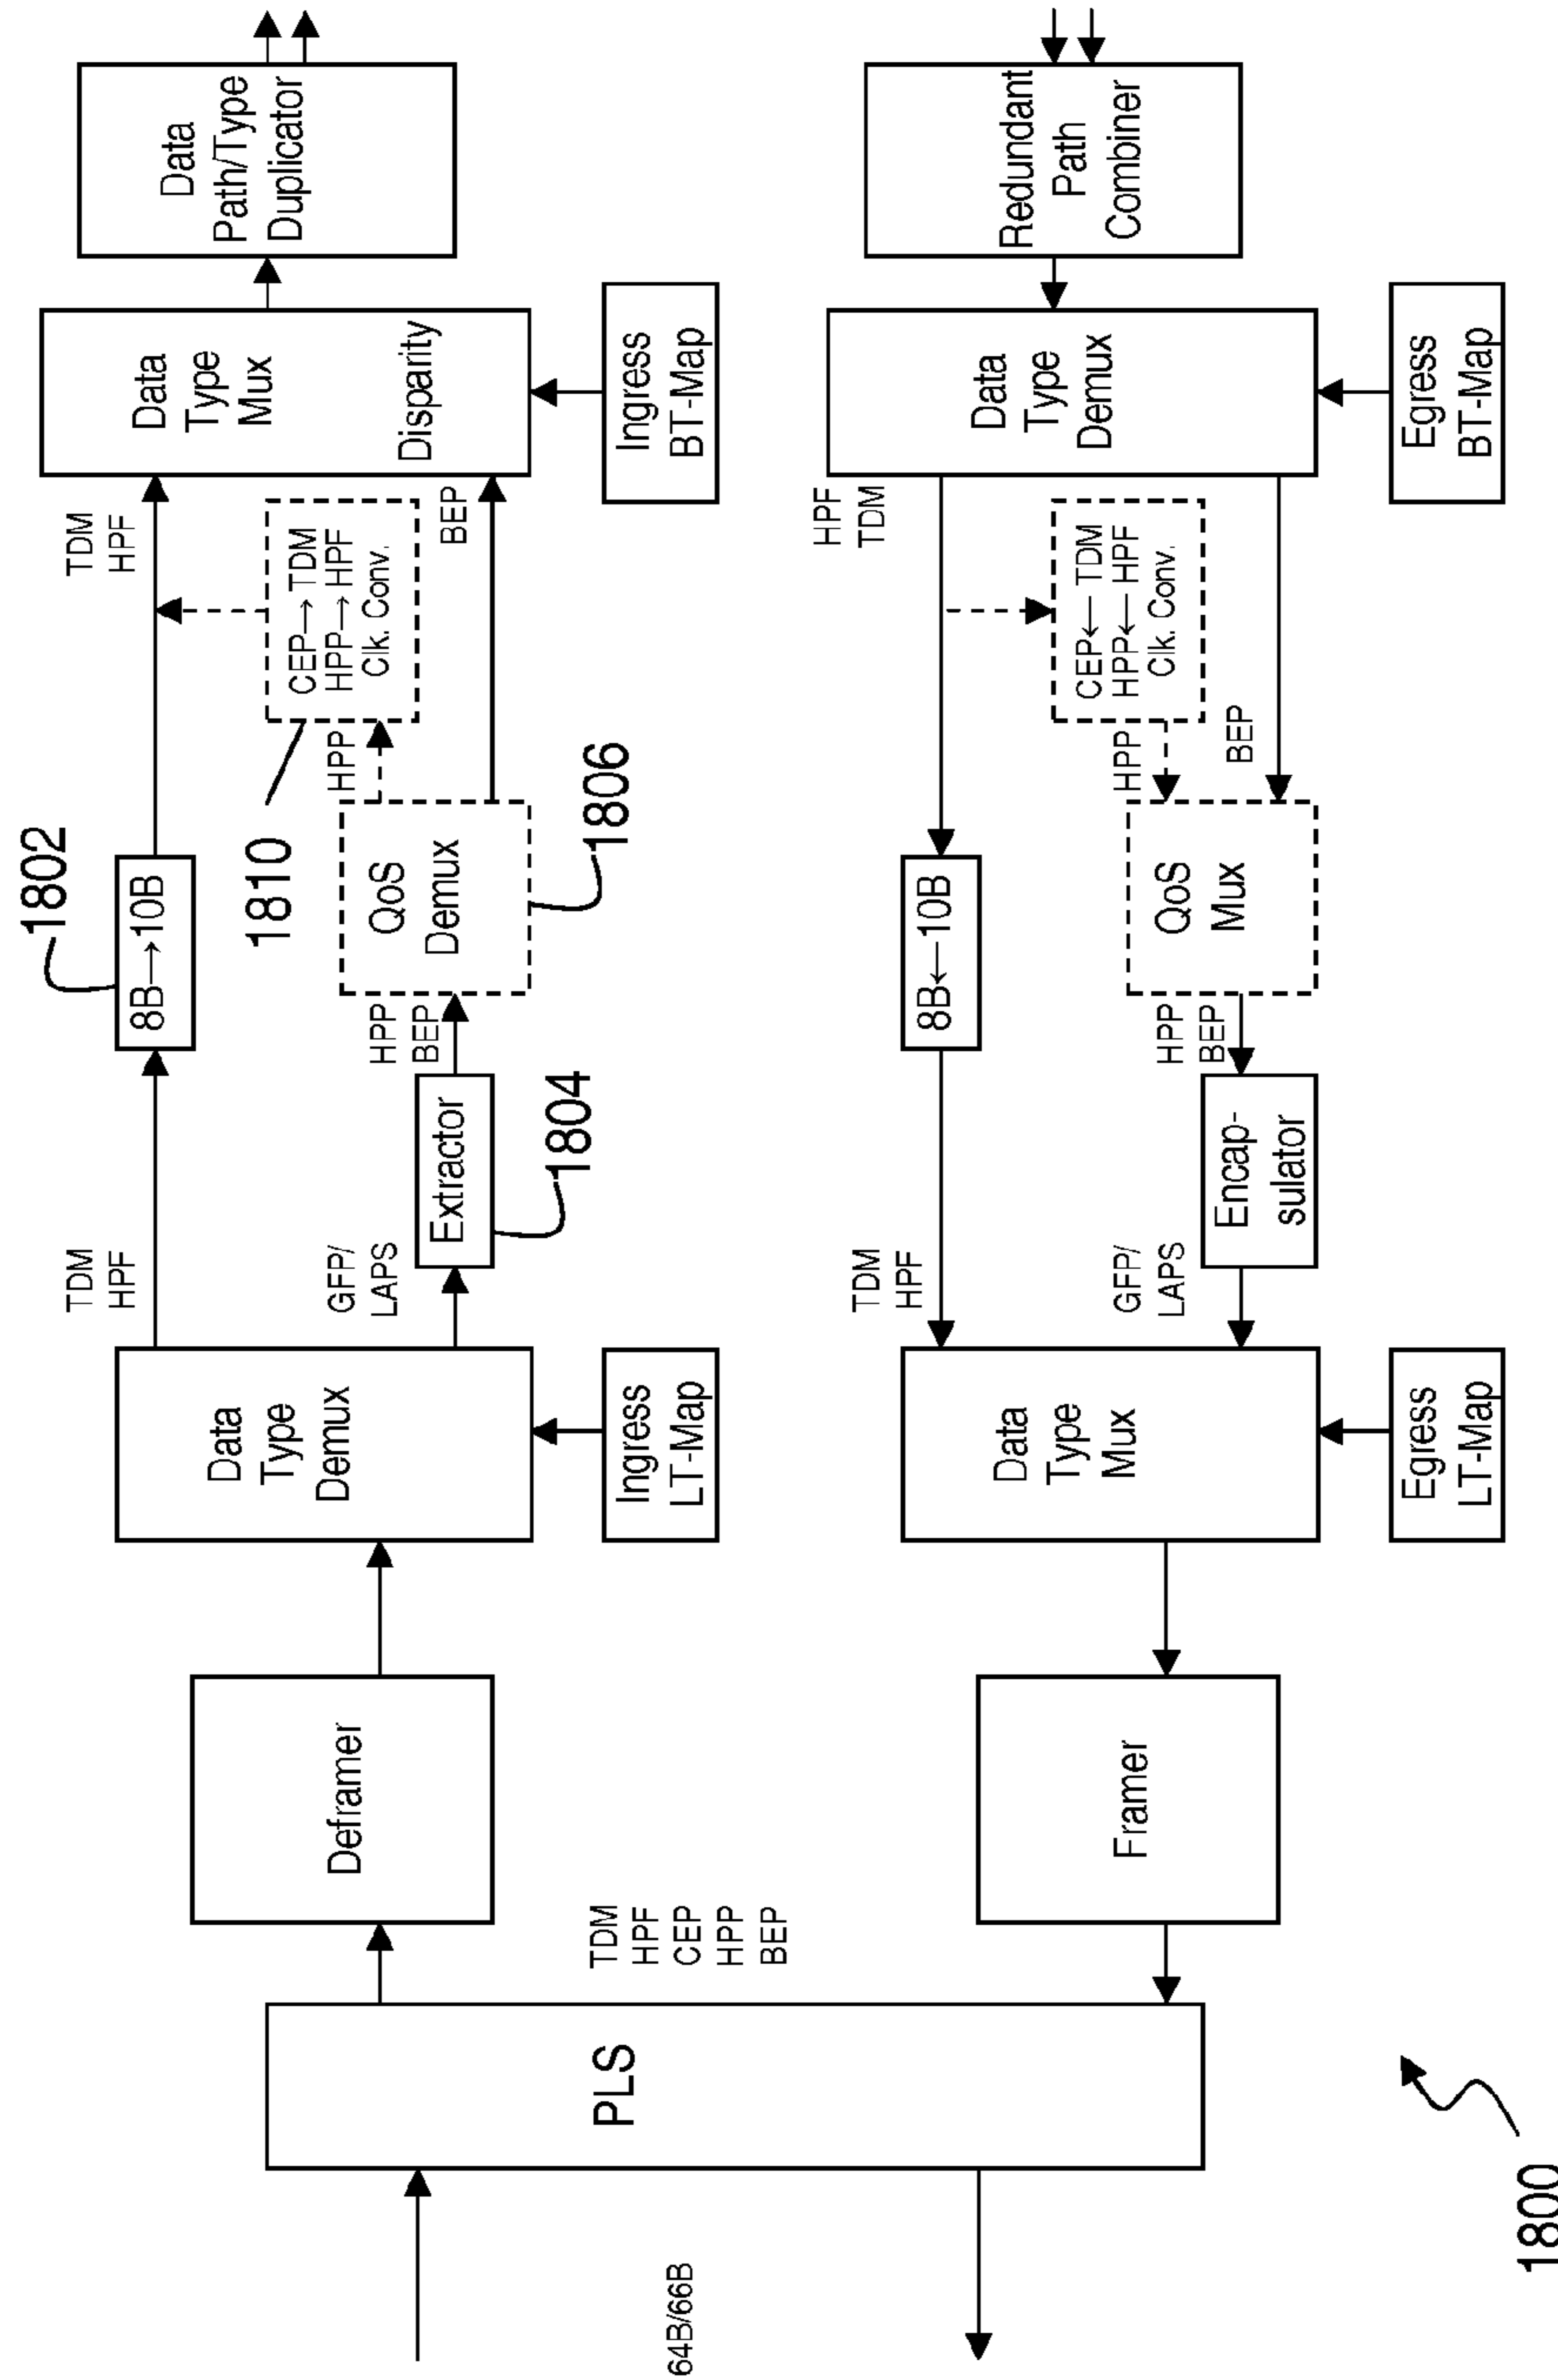 64B/66B
PLS
TDM
HPF
CEP
HPP
BEP
Deframer
Data
Type
Demux
Ingress
LT-Map
TDM
HPF
GFP/
LAPS
1802
8B→10B
Extractor
1804
HPP
BEP
QoS
Demux
1806
HPP
1810
CEP→TDM
HPP→HPF
Clk. Conv.
TDM
HPF
BEP
Data
Type
Mux
Disparity
Ingress
BT-Map
Data
Path/Type
Duplicator
Framer
Data
Type
Mux
Egress
LT-Map
TDM
HPF
GFP/
LAPS
8B←10B
Encap-
sulator
HPP
BEP
QoS
Mux
HPP
BEP
CEP←TDM
HPP←HPF
Clk. Conv.
HPF
TDM
Data
Type
Demux
Egress
BT-Map
Redundant
Path
Combiner
1800